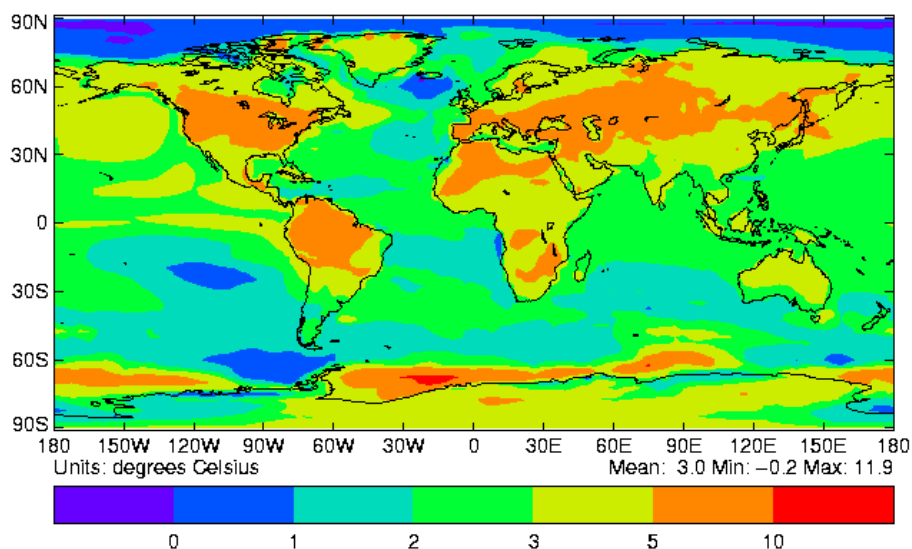 90N
60N
30N
0
30S
60S
90S
180 150W 120W 90W 60W 30W 0 30E 60E 90E 120E 150E 180
Units: degrees Celsius Mean: 3.0 Min: −0.2 Max: 11.9
0 1 2 3 5 10